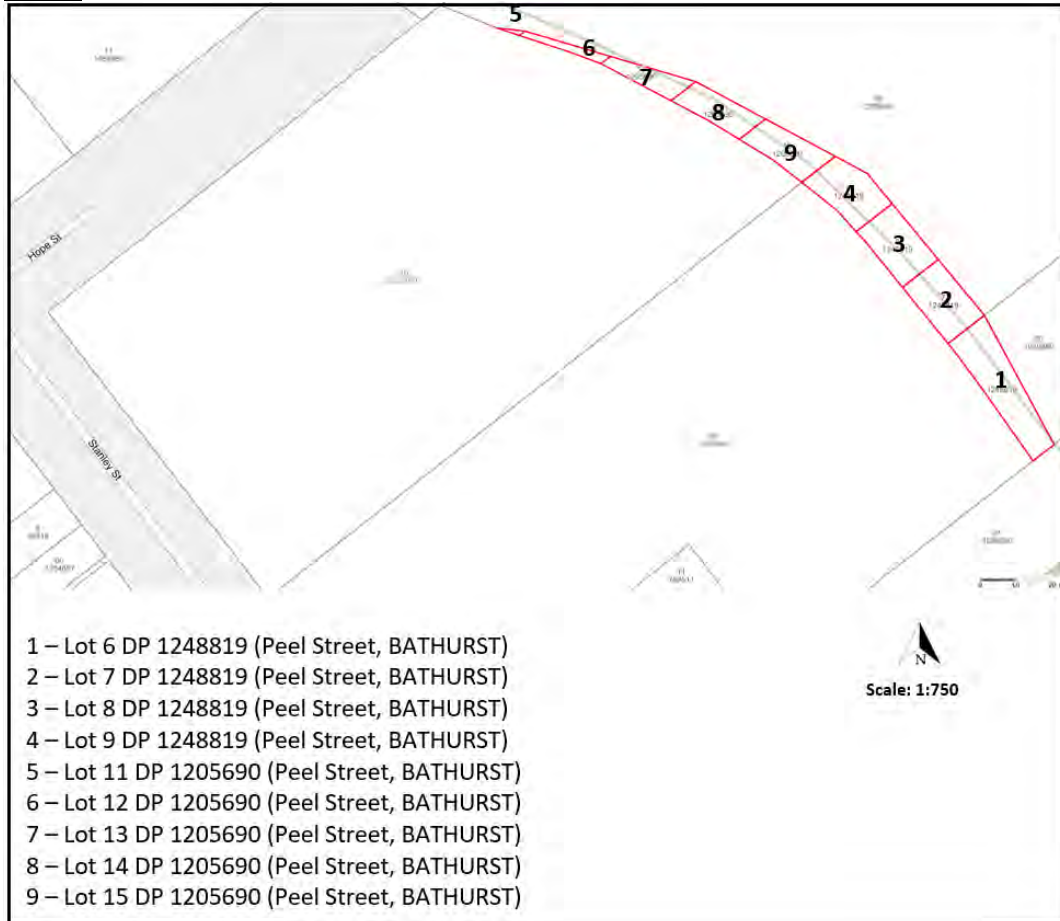 5
6
7
8
9
4
3
2
1
Hope St
Stanley St
N
Scale: 1:750
1 – Lot 6 DP 1248819 (Peel Street, BATHURST)
2 – Lot 7 DP 1248819 (Peel Street, BATHURST)
3 – Lot 8 DP 1248819 (Peel Street, BATHURST)
4 – Lot 9 DP 1248819 (Peel Street, BATHURST)
5 – Lot 11 DP 1205690 (Peel Street, BATHURST)
6 – Lot 12 DP 1205690 (Peel Street, BATHURST)
7 – Lot 13 DP 1205690 (Peel Street, BATHURST)
8 – Lot 14 DP 1205690 (Peel Street, BATHURST)
9 – Lot 15 DP 1205690 (Peel Street, BATHURST)